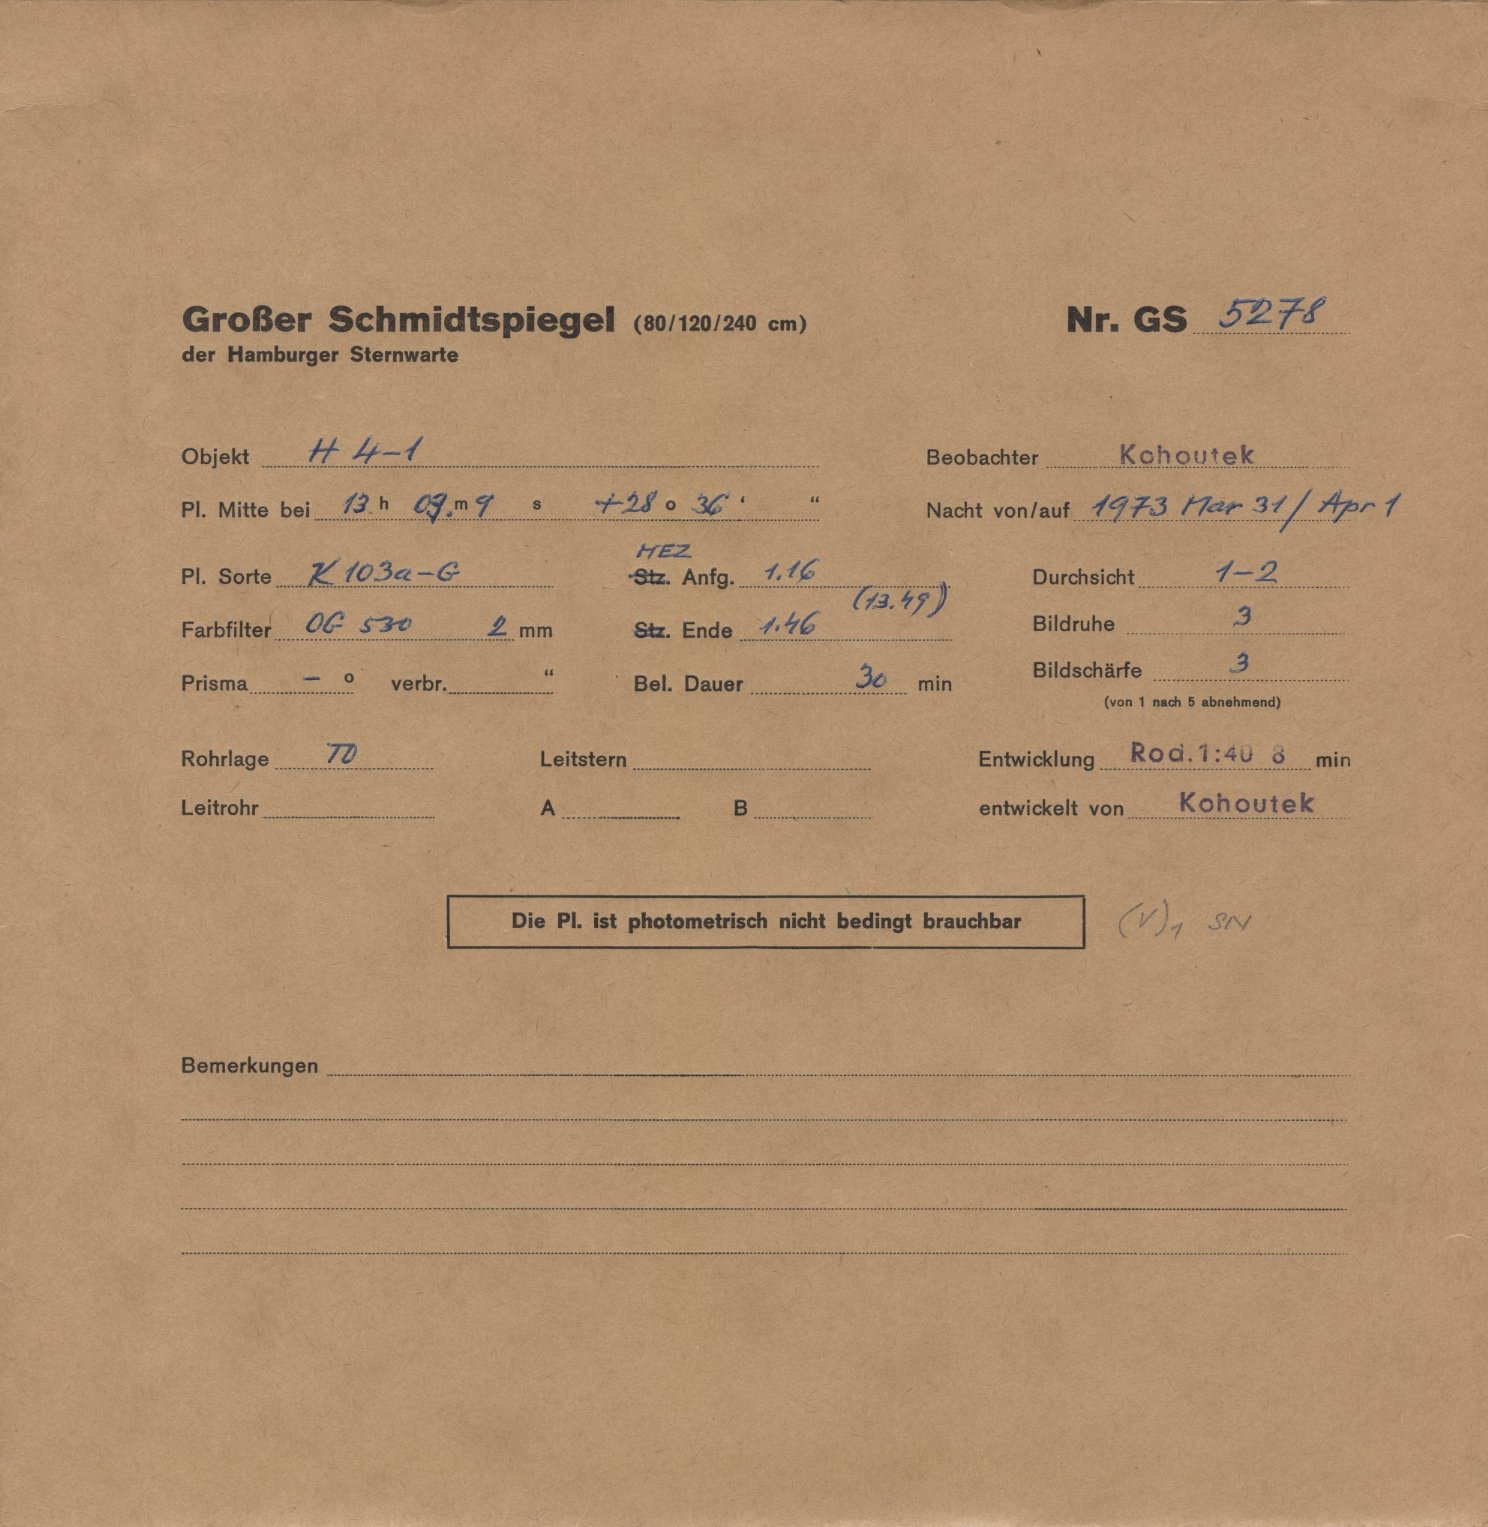 Großer Schmidtspiegel (80/120/240 cm) Nr. GS 5278
der Hamburger Sternwarte
Objekt H 4-1 Beobachter Kohoutek
Pl. Mitte bei 13 h 09. m 9 s +28 o 36 ‘ “ Nacht von/auf 1973 Mar 31 / Apr 1
MEZ
Pl. Sorte K 103a-G Stz. Anfg. 1.16 Durchsicht 1-2
(13.49)
Farbfilter OG 530 2 mm Stz. Ende 1.46 Bildruhe 3
Prisma – o verbr. “ Bel. Dauer 30 min Bildschärfe 3
(von 1 nach 5 abnehmend)
Rohrlage TO Leitstern Entwicklung Rod. 1:40 8 min
Leitrohr A B entwickelt von Kohoutek
Die Pl. ist photometrisch nicht bedingt brauchbar (V)1 SN
Bemerkungen